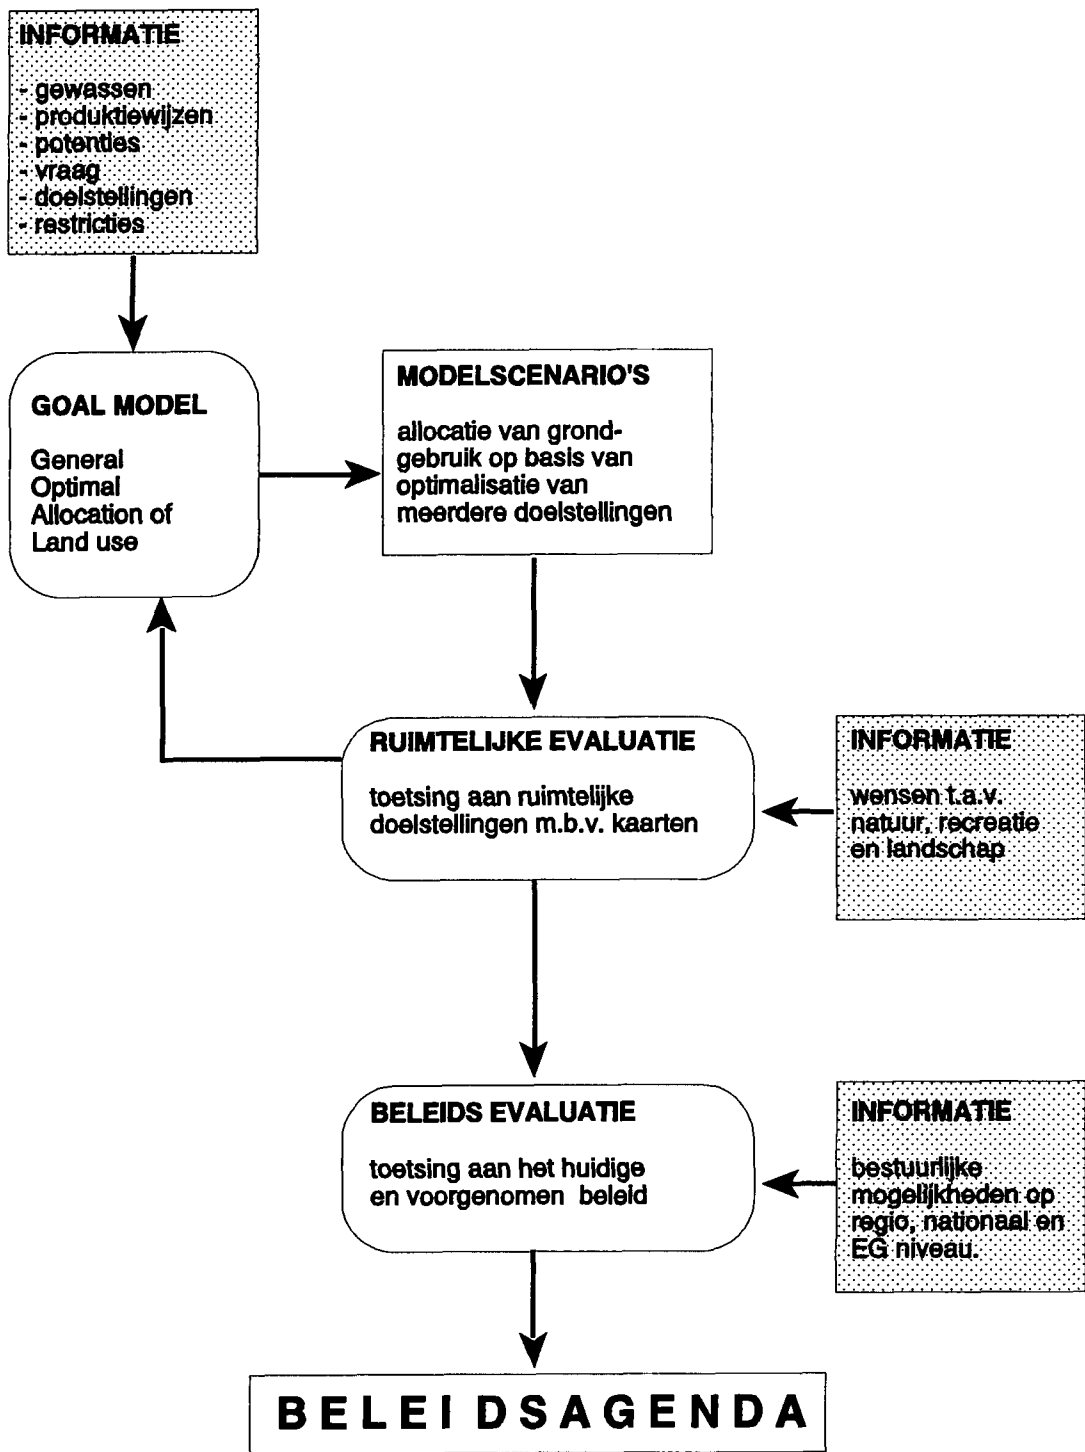 INFORMATIE
- gewassen
- produktiewijzen
- potenties
- vraag
- doelstellingen
- restricties
GOAL MODEL
General
Optimal
Allocation of
Land use
MODELSCENARIO'S
allocatie van grond-
gebruik op basis van
optimalisatie van
meerdere doelstellingen
RUIMTELIJKE EVALUATIE
toetsing aan ruimtelijke
doelstellingen m.b.v. kaarten
INFORMATIE
wensen t.a.v.
natuur, recreatie
en landschap
BELEIDS EVALUATIE
toetsing aan het huidige
en voorgenomen beleid
INFORMATIE
bestuurlijke
mogelijkheden op
regio, nationaal en
EG niveau.
BELEIDSAGENDA